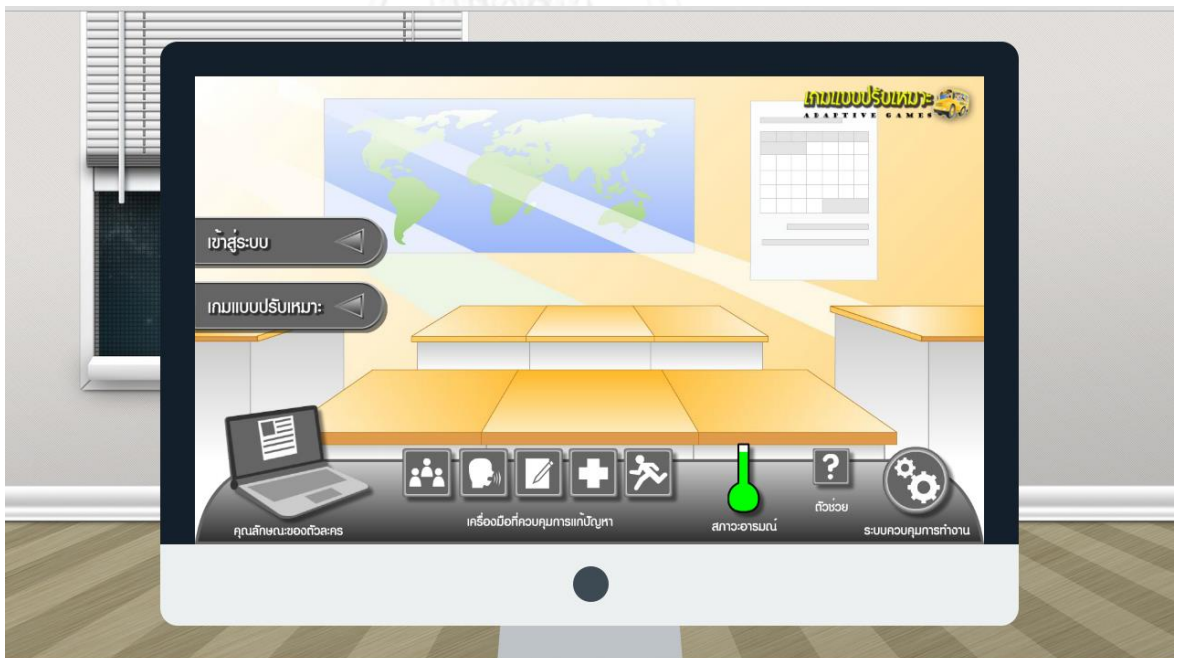 เกมแบบปรับเหมาะ
ADAPTIVE GAMES
เข้าสู่ระบบ
เกมแบบปรับเหมาะ
คุณลักษณะของตัวละคร
เครื่องมือที่ควบคุมการแก้ปัญหา
สภาวะอารมณ์
?
ตัวช่วย
ระบบควบคุมการทำงาน